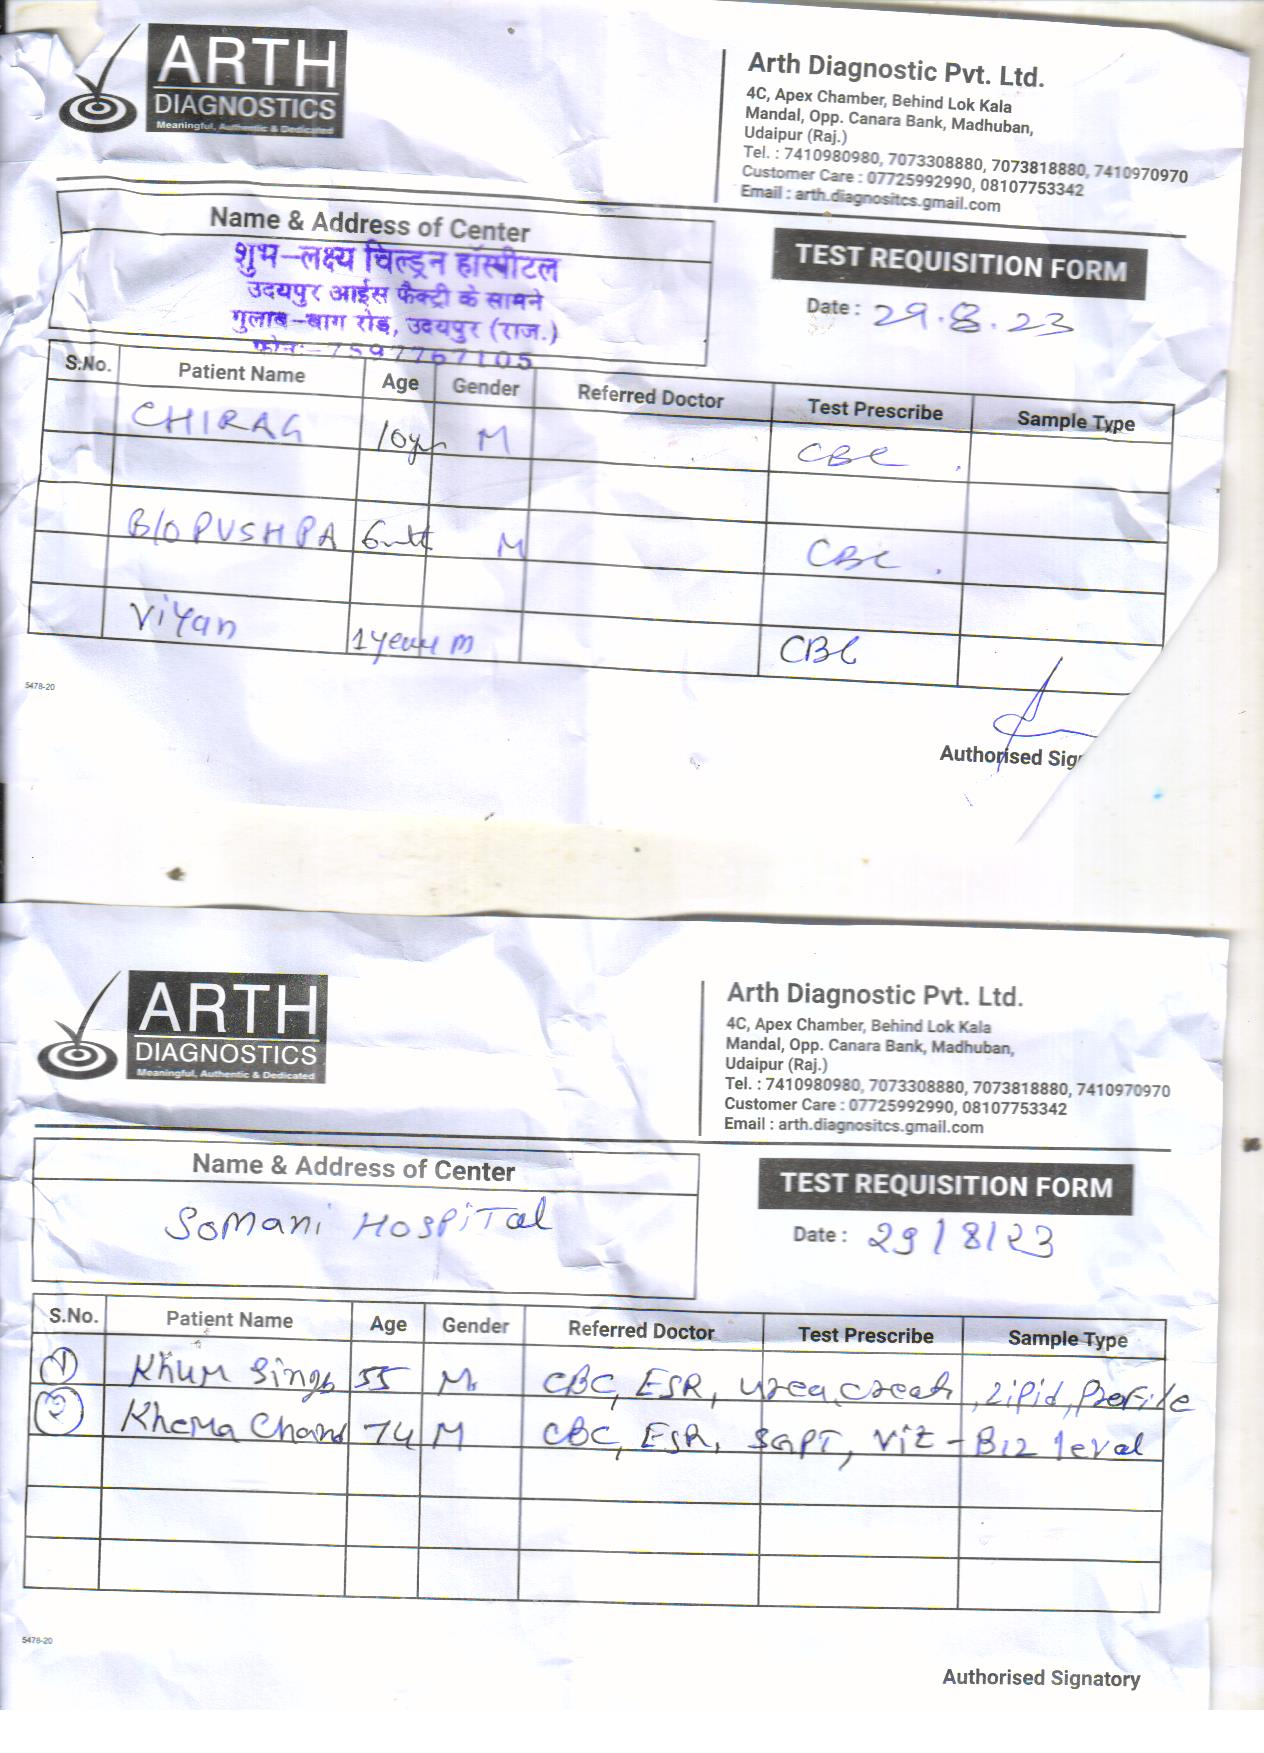 ARTH
DIAGNOSTICS
Meaningful, Authentic & Dedicated
Arth Diagnostic Pvt. Ltd.
4C, Apex Chamber, Behind Lok Kala
Mandal, Opp. Canara Bank, Madhuban,
Udaipur (Raj.)
Tel. : 7410980980, 7073308880, 7073818880, 7410970970
Customer Care : 07725992990, 08107753342
Email : arth.diagnositcs.gmail.com
Name & Address of Center
शुभ-लक्ष्य चिल्ड्रन हॉस्पीटल
उदयपुर आईस फैक्ट्री के सामने
गुलाब-बाग रोड, उदयपुर (राज.)
फोन:-7597767105
TEST REQUISITION FORM
Date : 29.8.23
S.No. Patient Name Age Gender Referred Doctor Test Prescribe Sample Type
CHIRAG 10yr M CBC
B/O PUSHPA 6mth M CBC
Viyan 1 year M CBC
5478-20
Authorised Sig
ARTH
DIAGNOSTICS
Meaningful, Authentic & Dedicated
Arth Diagnostic Pvt. Ltd.
4C, Apex Chamber, Behind Lok Kala
Mandal, Opp. Canara Bank, Madhuban,
Udaipur (Raj.)
Tel. : 7410980980, 7073308880, 7073818880, 7410970970
Customer Care : 07725992990, 08107753342
Email : arth.diagnositcs.gmail.com
Name & Address of Center
Somani Hospital
TEST REQUISITION FORM
Date : 29/8/23
S.No. Patient Name Age Gender Referred Doctor Test Prescribe Sample Type
१ Khum Singh 55 M CBC, ESR, Urea, creat, Lipid, Profile
२ Khema Chand 74 M CBC, ESR, SGPT, Vit-B12 leval
5478-20
Authorised Signatory